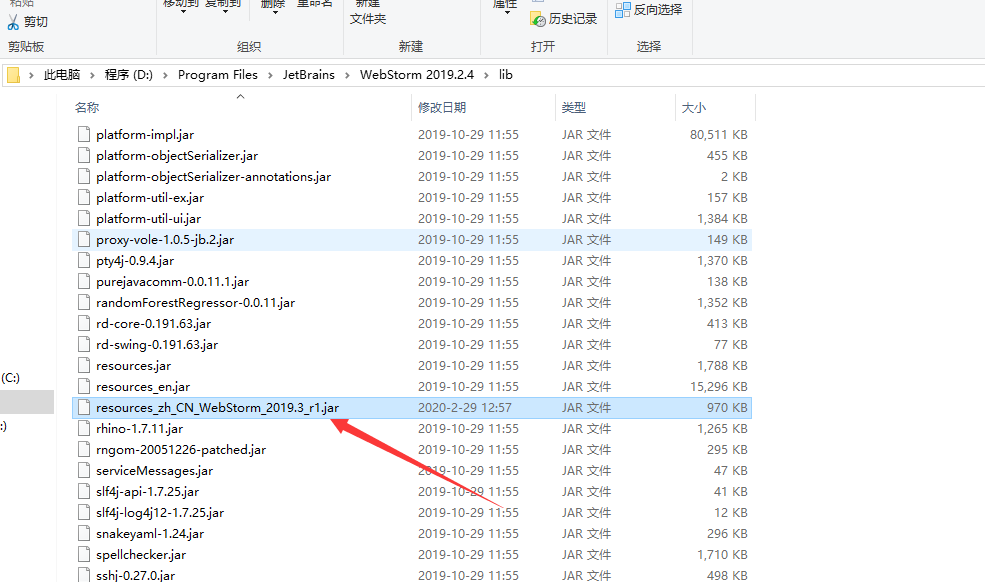 粘贴
移动到 复制到
删除 重命名
新建
属性
剪切
文件夹
历史记录
反向选择
剪贴板
组织
新建
打开
选择
此电脑 > 程序 (D:) > Program Files > JetBrains > WebStorm 2019.2.4 > lib
名称 修改日期 类型 大小
platform-impl.jar 2019-10-29 11:55 JAR 文件 80,511 KB
platform-objectSerializer.jar 2019-10-29 11:55 JAR 文件 455 KB
platform-objectSerializer-annotations.jar 2019-10-29 11:55 JAR 文件 2 KB
platform-util-ex.jar 2019-10-29 11:55 JAR 文件 157 KB
platform-util-ui.jar 2019-10-29 11:55 JAR 文件 1,384 KB
proxy-vole-1.0.5-jb.2.jar 2019-10-29 11:55 JAR 文件 149 KB
pty4j-0.9.4.jar 2019-10-29 11:55 JAR 文件 1,370 KB
purejavacomm-0.0.11.1.jar 2019-10-29 11:55 JAR 文件 138 KB
randomForestRegressor-0.0.11.jar 2019-10-29 11:55 JAR 文件 1,352 KB
rd-core-0.191.63.jar 2019-10-29 11:55 JAR 文件 413 KB
rd-swing-0.191.63.jar 2019-10-29 11:55 JAR 文件 77 KB
resources.jar 2019-10-29 11:55 JAR 文件 1,788 KB
(C:)
resources_en.jar 2019-10-29 11:55 JAR 文件 15,296 KB
resources_zh_CN_WebStorm_2019.3_r1.jar 2020-2-29 12:57 JAR 文件 970 KB
:)
rhino-1.7.11.jar 2019-10-29 11:55 JAR 文件 1,265 KB
rngom-20051226-patched.jar 2019-10-29 11:55 JAR 文件 295 KB
serviceMessages.jar 2019-10-29 11:55 JAR 文件 47 KB
slf4j-api-1.7.25.jar 2019-10-29 11:55 JAR 文件 41 KB
slf4j-log4j12-1.7.25.jar 2019-10-29 11:55 JAR 文件 12 KB
snakeyaml-1.24.jar 2019-10-29 11:55 JAR 文件 296 KB
spellchecker.jar 2019-10-29 11:55 JAR 文件 1,710 KB
sshj-0.27.0.jar 2019-10-29 11:55 JAR 文件 498 KB